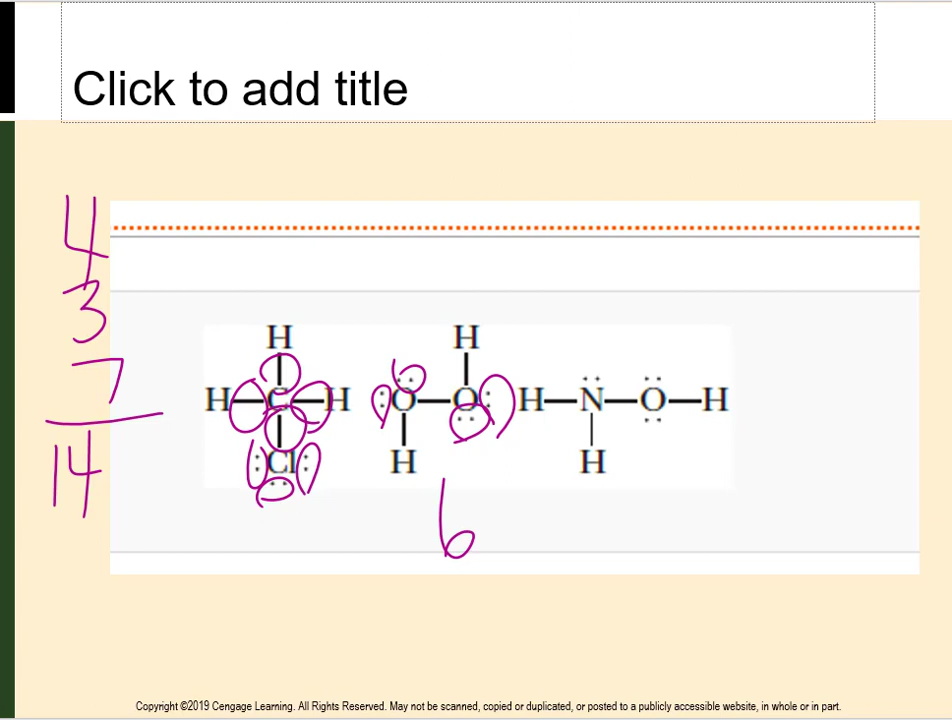 Click to add title
4
3
7
14
H H
H—C—H :O—O: H—N—O—H
:Cl: H H
6
Copyright ©2019 Cengage Learning. All Rights Reserved. May not be scanned, copied or duplicated, or posted to a publicly accessible website, in whole or in part.